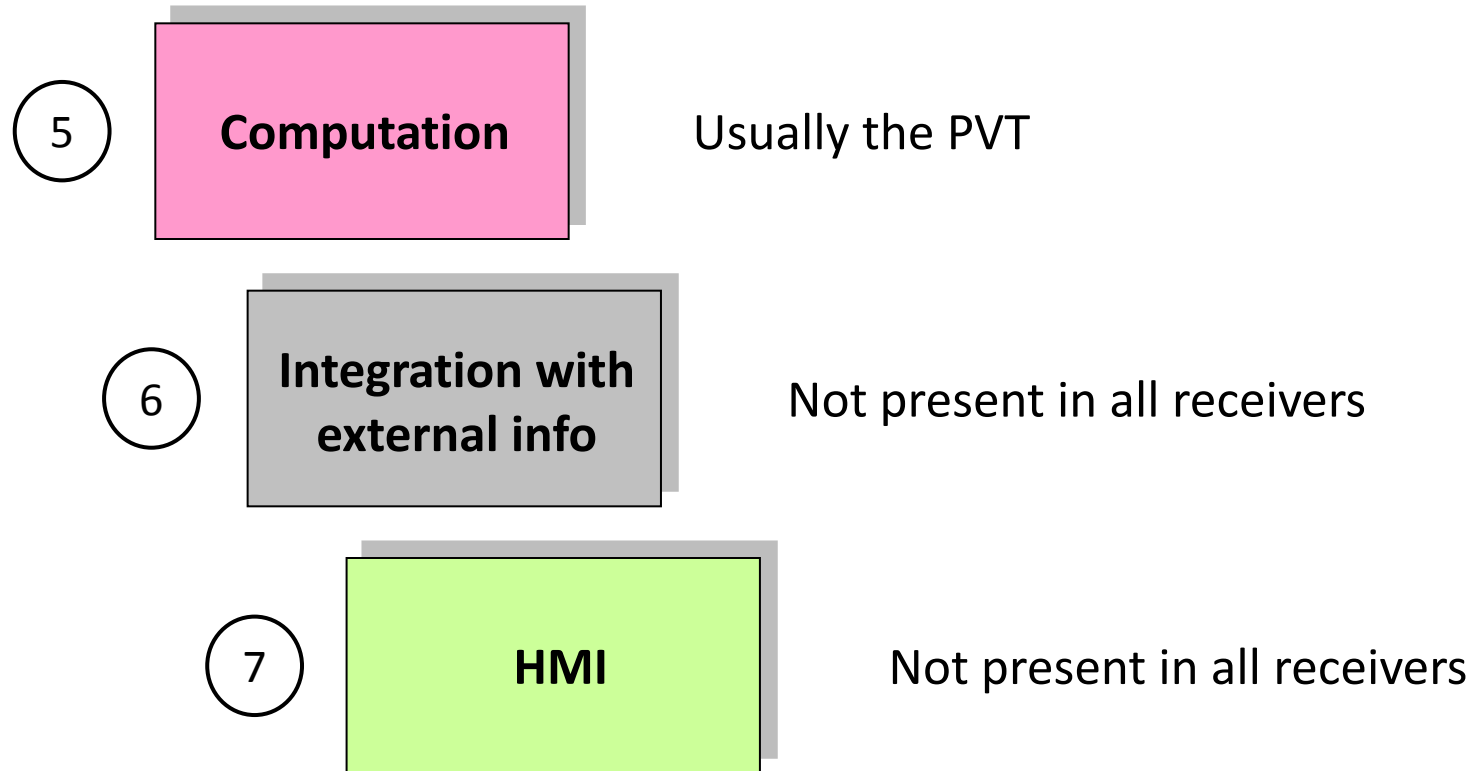 5
Computation
Usually the PVT
6
Integration with
external info
Not present in all receivers
7
HMI
Not present in all receivers